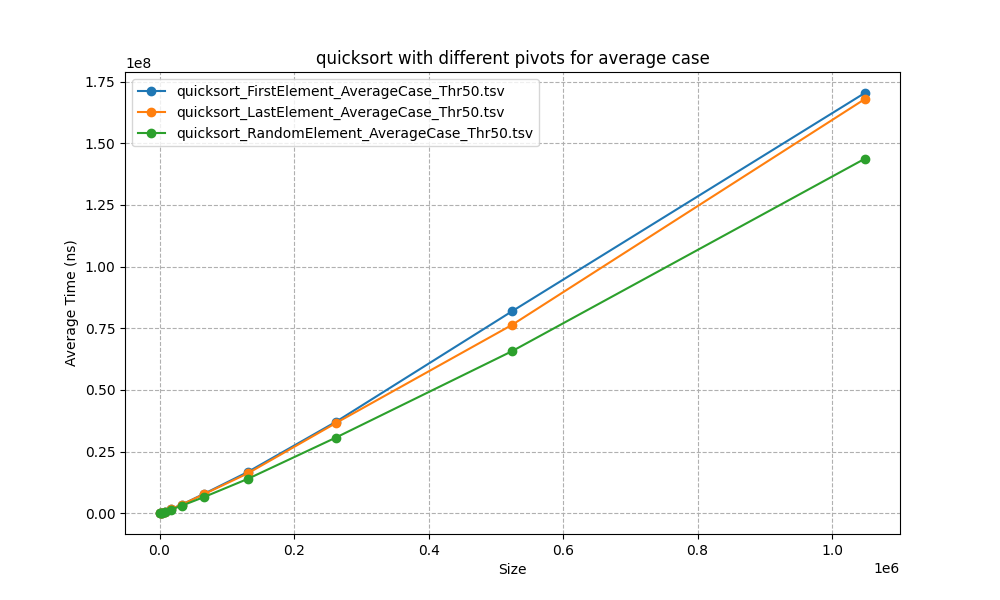 quicksort with different pivots for average case
1e8
quicksort_FirstElement_AverageCase_Thr50.tsv
quicksort_LastElement_AverageCase_Thr50.tsv
quicksort_RandomElement_AverageCase_Thr50.tsv
Average Time (ns)
1.75
1.50
1.25
1.00
0.75
0.50
0.25
0.00
0.0 0.2 0.4 0.6 0.8 1.0
Size
1e6